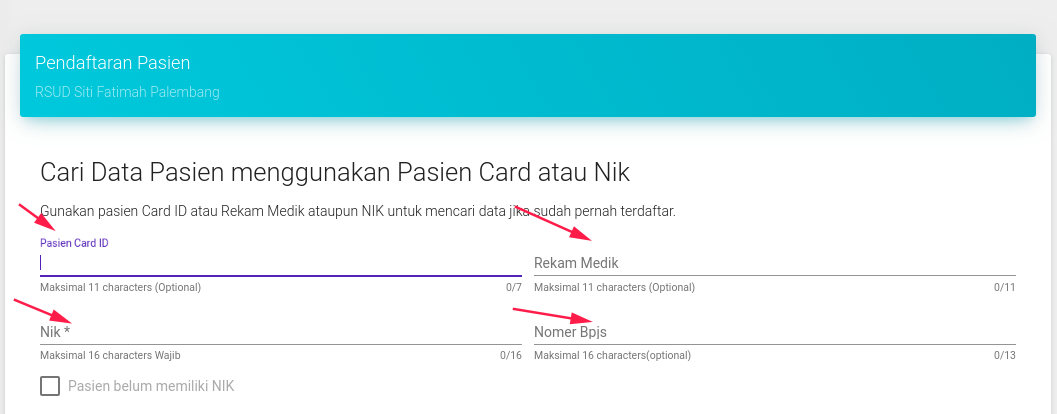 Pendaftaran Pasien
RSUD Siti Fatimah Palembang
Cari Data Pasien menggunakan Pasien Card atau Nik
Gunakan pasien Card ID atau Rekam Medik ataupun NIK untuk mencari data jika sudah pernah terdaftar.
Pasien Card ID
Maksimal 11 characters (Optional) 0/7
Rekam Medik
Maksimal 11 characters (Optional) 0/11
Nik *
Maksimal 16 characters Wajib 0/16
Nomer Bpjs
Maksimal 16 characters(optional) 0/13
Pasien belum memiliki NIK